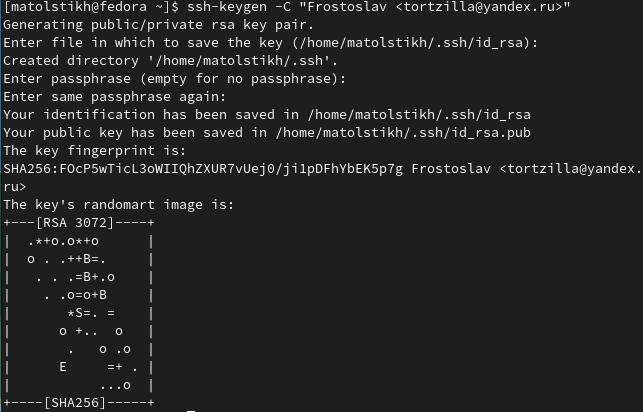 [matolstikh@fedora ~]$ ssh-keygen -C "Frostoslav <tortzilla@yandex.ru>"
Generating public/private rsa key pair.
Enter file in which to save the key (/home/matolstikh/.ssh/id_rsa):
Created directory '/home/matolstikh/.ssh'.
Enter passphrase (empty for no passphrase):
Enter same passphrase again:
Your identification has been saved in /home/matolstikh/.ssh/id_rsa
Your public key has been saved in /home/matolstikh/.ssh/id_rsa.pub
The key fingerprint is:
SHA256:FOcP5wTicL3oWIIQhZXUR7vUej0/ji1pDFhYbEK5p7g Frostoslav <tortzilla@yandex.
ru>
The key's randomart image is:
+---[RSA 3072]----+
|  .*+o.o*+o      |
|  o . .++B=.     |
|   . . .=B+.o    |
|    . .o=o+B     |
|       *S=. =    |
|      o +..  o   |
|       .   o .o  |
|      E     =+ . |
|           ...o  |
+----[SHA256]-----+